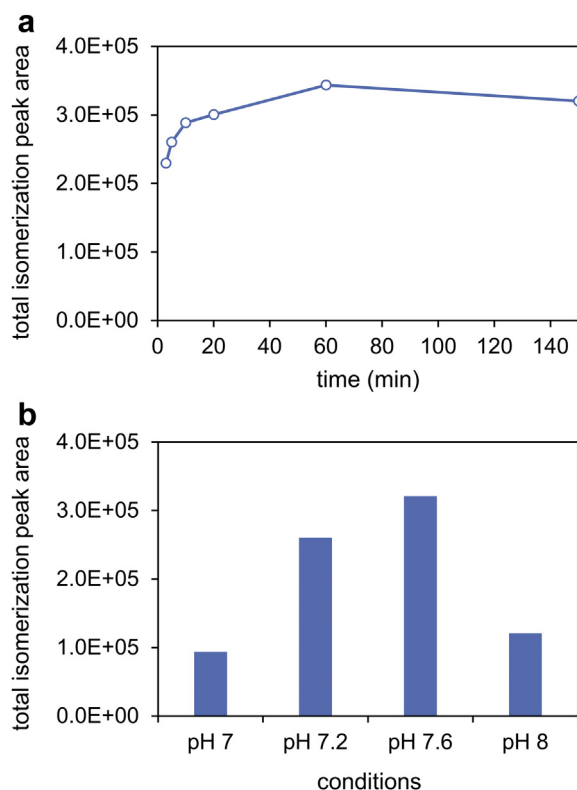 a
total isomerization peak area
4.0E+05
3.0E+05
2.0E+05
1.0E+05
0.0E+00
0 20 40 60 80 100 120 140
time (min)
b
total isomerization peak area
4.0E+05
3.0E+05
2.0E+05
1.0E+05
0.0E+00
pH 7 pH 7.2 pH 7.6 pH 8
conditions